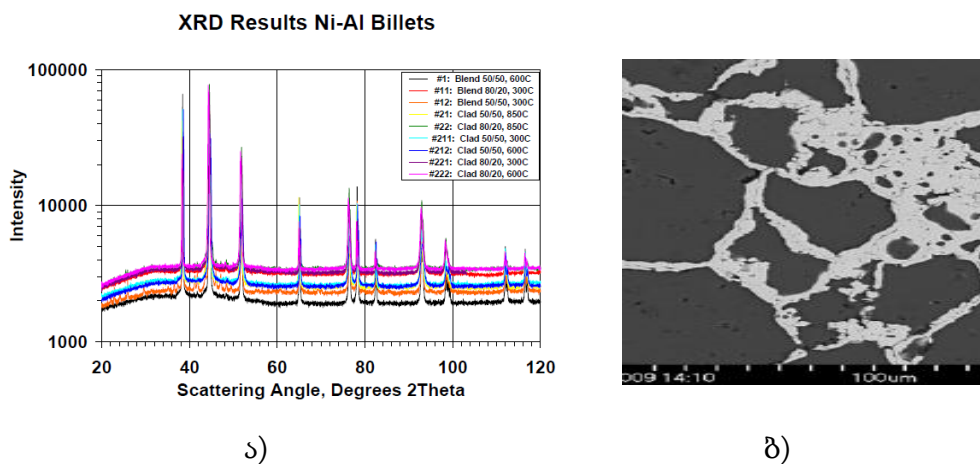 XRD Results Ni-Al Billets
100000
10000
1000
Intensity
#1: Blend 50/50, 600C
#11: Blend 80/20, 300C
#12: Blend 50/50, 300C
#21: Clad 50/50, 850C
#22: Clad 80/20, 850C
#211: Clad 50/50, 300C
#212: Clad 50/50, 600C
#221: Clad 80/20, 300C
#222: Clad 80/20, 600C
20 40 60 80 100 120
Scattering Angle, Degrees 2Theta
009 14:10 100um
ა) ბ)